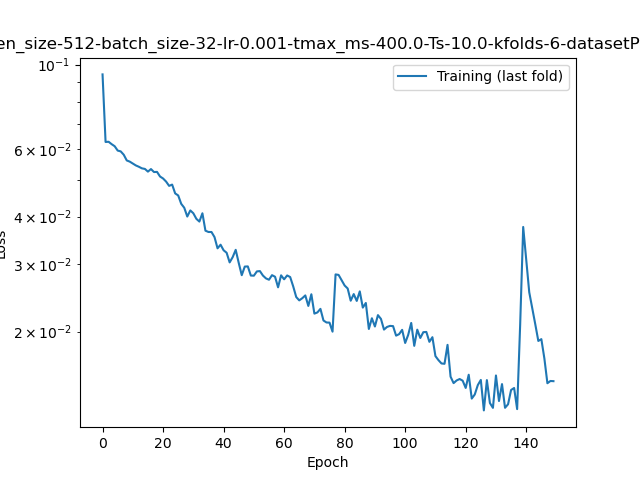 en_size-512-batch_size-32-lr-0.001-tmax_ms-400.0-Ts-10.0-kfolds-6-datasetP
Training (last fold)
10⁻¹
6 × 10⁻²
4 × 10⁻²
3 × 10⁻²
2 × 10⁻²
Loss
0 20 40 60 80 100 120 140
Epoch